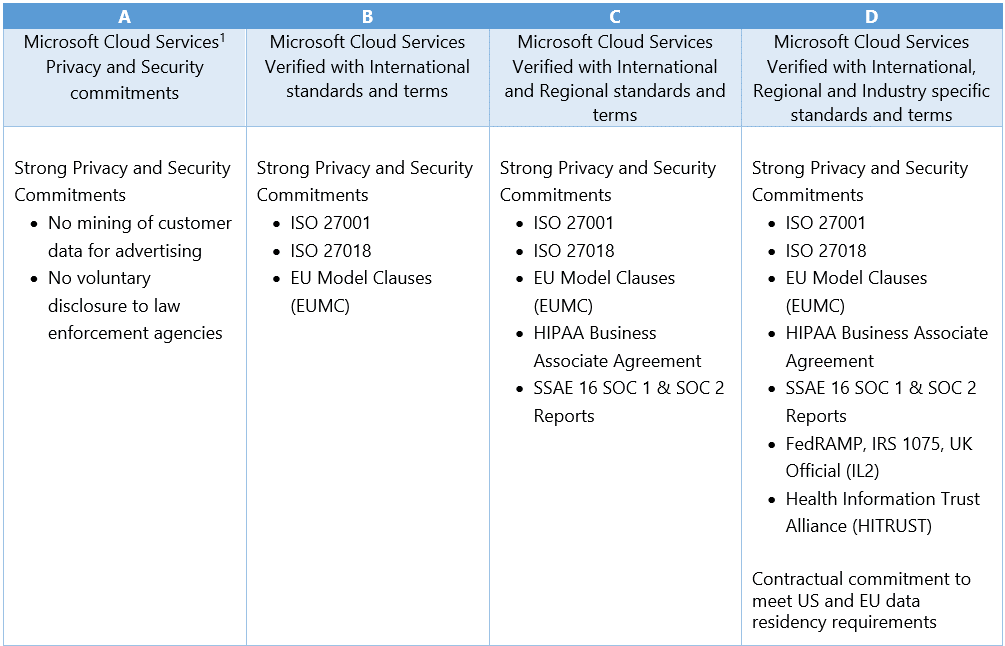 A
Microsoft Cloud Services1
Privacy and Security
commitments
Strong Privacy and Security
Commitments
• No mining of customer
data for advertising
• No voluntary
disclosure to law
enforcement agencies
B
Microsoft Cloud Services
Verified with International
standards and terms
Strong Privacy and Security
Commitments
• ISO 27001
• ISO 27018
• EU Model Clauses
(EUMC)
C
Microsoft Cloud Services
Verified with International
and Regional standards and
terms
Strong Privacy and Security
Commitments
• ISO 27001
• ISO 27018
• EU Model Clauses
(EUMC)
• HIPAA Business
Associate Agreement
• SSAE 16 SOC 1 & SOC 2
Reports
D
Microsoft Cloud Services
Verified with International,
Regional and Industry specific
standards and terms
Strong Privacy and Security
Commitments
• ISO 27001
• ISO 27018
• EU Model Clauses
(EUMC)
• HIPAA Business Associate
Agreement
• SSAE 16 SOC 1 & SOC 2
Reports
• FedRAMP, IRS 1075, UK
Official (IL2)
• Health Information Trust
Alliance (HITRUST)
Contractual commitment to
meet US and EU data
residency requirements